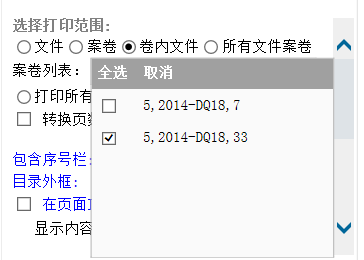 选择打印范围:
文件 案卷 卷内文件 所有文件案卷
案卷列表: 全选 取消
打印所有 5,2014-DQ18,7
转换页
5,2014-DQ18,33
包含序号栏:
目录外框:
在页面
显示内容